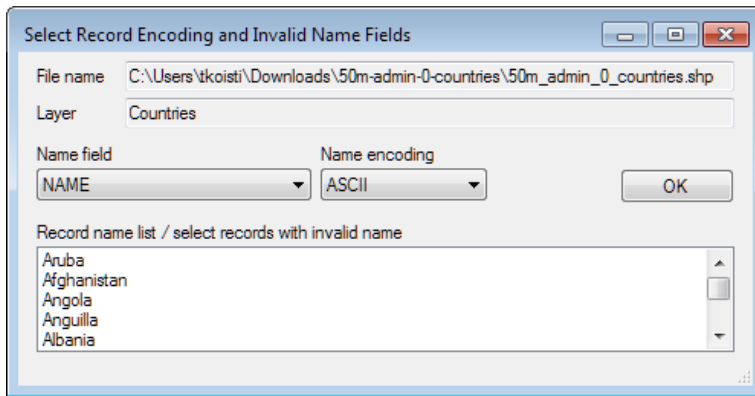 Select Record Encoding and Invalid Name Fields
File name C:\Users\tkoisti\Downloads\50m-admin-0-countries\50m_admin_0_countries.shp
Layer Countries
Name field Name encoding
NAME ASCII OK
Record name list / select records with invalid name
Aruba
Afghanistan
Angola
Anguilla
Albania